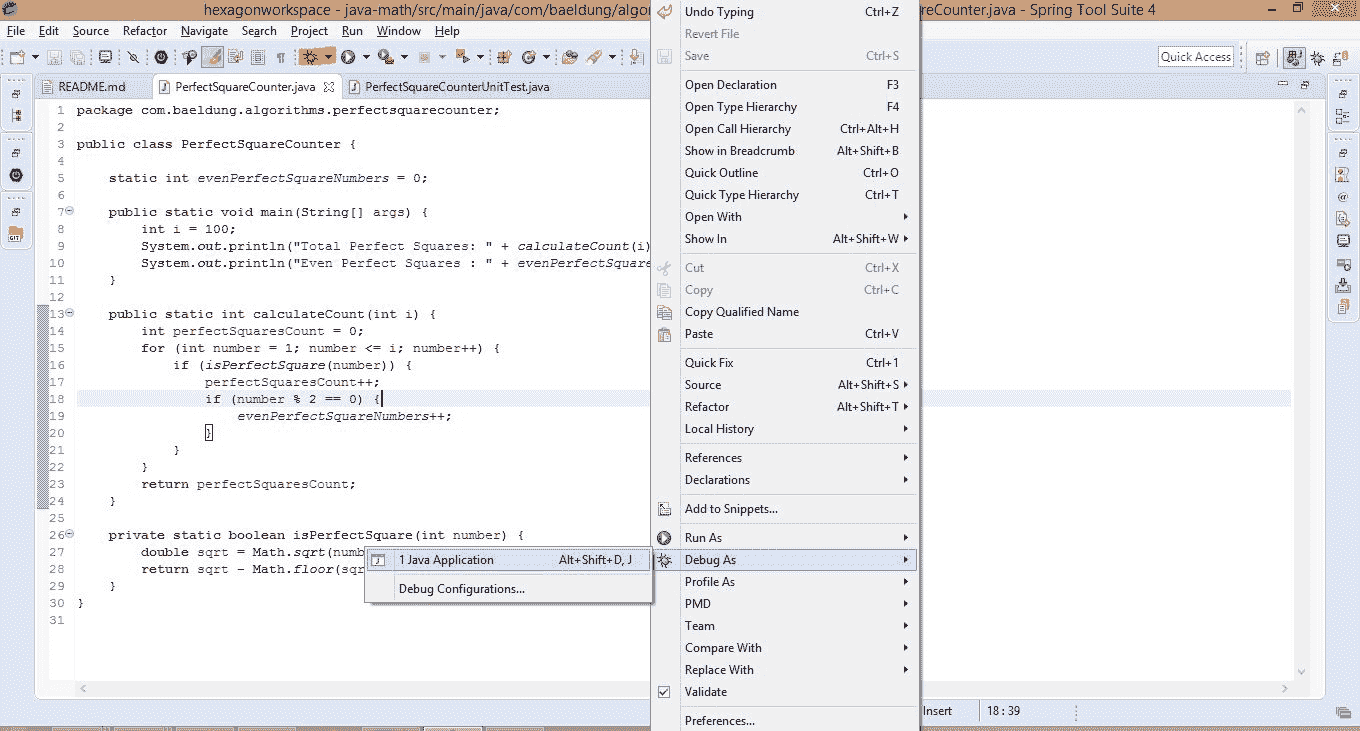 hexagonworkspace - java-math/src/main/java/com/baeldung/algo
reCounter.java - Spring Tool Suite 4
File Edit Source Refactor Navigate Search Project Run Window Help
Quick Access
README.md PerfectSquareCounter.java PerfectSquareCounterUnitTest.java
1 package com.baeldung.algorithms.perfectsquarecounter;
2
3 public class PerfectSquareCounter {
4
5 static int evenPerfectSquareNumbers = 0;
6
7 public static void main(String[] args) {
8 int i = 100;
9 System.out.println("Total Perfect Squares: " + calculateCount(i)
10 System.out.println("Even Perfect Squares : " + evenPerfectSquare
11 }
12
13 public static int calculateCount(int i) {
14 int perfectSquaresCount = 0;
15 for (int number = 1; number <= i; number++) {
16 if (isPerfectSquare(number)) {
17 perfectSquaresCount++;
18 if (number % 2 == 0) {
19 evenPerfectSquareNumbers++;
20 }
21 }
22 }
23 return perfectSquaresCount;
24 }
25
26 private static boolean isPerfectSquare(int number) {
27 double sqrt = Math.sqrt(numb
28 return sqrt - Math.floor(sqr
29 }
30 }
31
1 Java Application Alt+Shift+D, J
Debug Configurations...
Undo Typing Ctrl+Z
Revert File
Save Ctrl+S
Open Declaration F3
Open Type Hierarchy F4
Open Call Hierarchy Ctrl+Alt+H
Show in Breadcrumb Alt+Shift+B
Quick Outline Ctrl+O
Quick Type Hierarchy Ctrl+T
Open With
Show In Alt+Shift+W
Cut Ctrl+X
Copy Ctrl+C
Copy Qualified Name
Paste Ctrl+V
Quick Fix Ctrl+1
Source Alt+Shift+S
Refactor Alt+Shift+T
Local History
References
Declarations
Add to Snippets...
Run As
Debug As
Profile As
PMD
Team
Compare With
Replace With
Validate
Preferences...
Insert 18 : 39